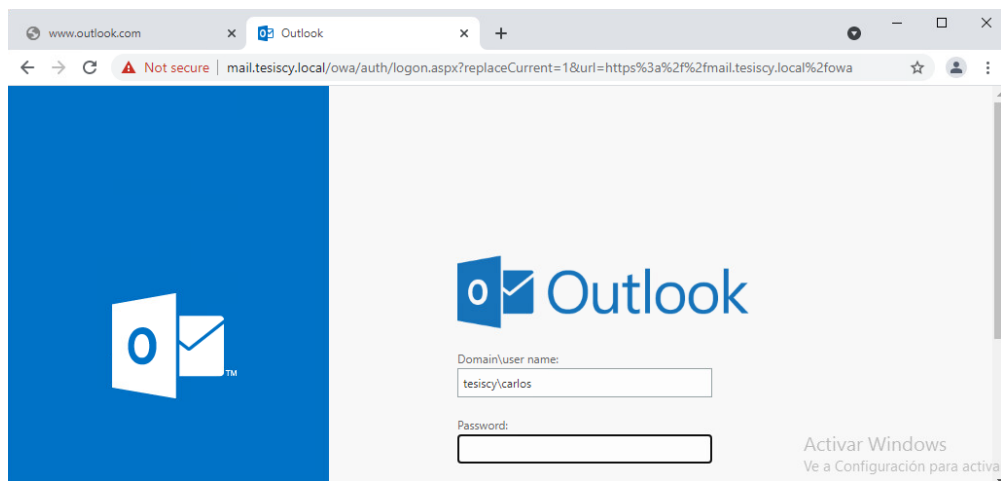 www.outlook.com
Outlook
Not secure | mail.tesiscy.local/owa/auth/logon.aspx?replaceCurrent=1&url=https%3a%2f%2fmail.tesiscy.local%2fowa
Outlook
Domain\user name:
tesiscy\carlos
TM
Password:
Activar Windows
Ve a Configuración para activa